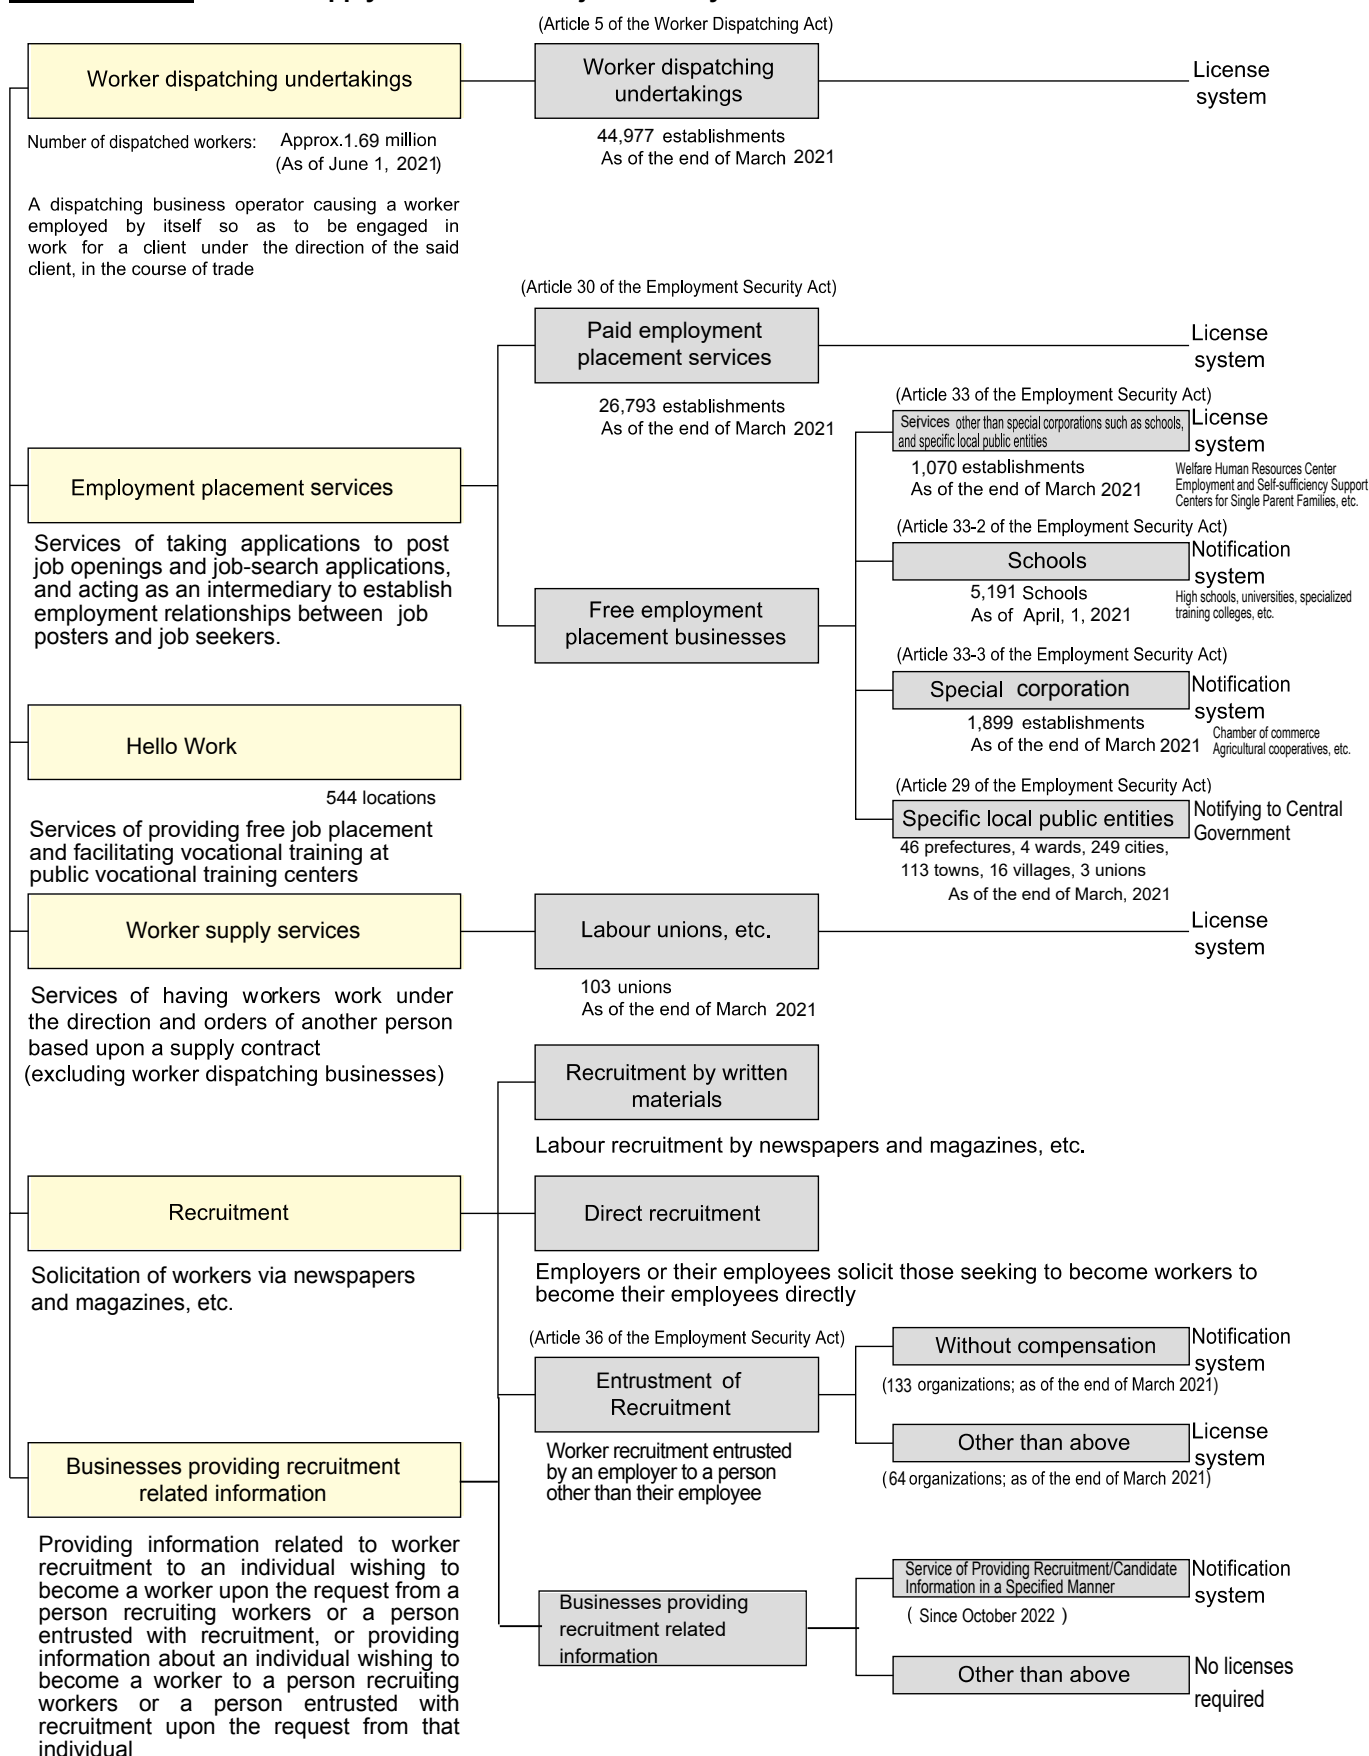 (Article 5 of the Worker Dispatching Act)
Worker dispatching undertakings
Worker dispatching
undertakings
License
system
Number of dispatched workers: Approx.1.69 million
(As of June 1, 2021)
44,977 establishments
As of the end of March 2021
A dispatching business operator causing a worker
employed by itself so as to be engaged in
work for a client under the direction of the said
client, in the course of trade
(Article 30 of the Employment Security Act)
Paid employment
placement services
License
system
26,793 establishments
As of the end of March 2021
(Article 33 of the Employment Security Act)
Services other than special corporations such as schools,
and specific local public entities
License
system
1,070 establishments
As of the end of March 2021
Welfare Human Resources Center
Employment and Self-sufficiency Support
Centers for Single Parent Families, etc.
Employment placement services
Services of taking applications to post
job openings and job-search applications,
and acting as an intermediary to establish
employment relationships between job
posters and job seekers.
(Article 33-2 of the Employment Security Act)
Schools
Notification
system
5,191 Schools
As of April, 1, 2021
High schools, universities, specialized
training colleges, etc.
Free employment
placement businesses
(Article 33-3 of the Employment Security Act)
Special corporation
Notification
system
1,899 establishments
As of the end of March 2021
Chamber of commerce
Agricultural cooperatives, etc.
Hello Work
544 locations
Services of providing free job placement
and facilitating vocational training at
public vocational training centers
(Article 29 of the Employment Security Act)
Specific local public entities
Notifying to Central
Government
46 prefectures, 4 wards, 249 cities,
113 towns, 16 villages, 3 unions
As of the end of March, 2021
Worker supply services
Labour unions, etc.
License
system
103 unions
As of the end of March 2021
Services of having workers work under
the direction and orders of another person
based upon a supply contract
(excluding worker dispatching businesses)
Recruitment by written
materials
Labour recruitment by newspapers and magazines, etc.
Recruitment
Direct recruitment
Solicitation of workers via newspapers
and magazines, etc.
Employers or their employees solicit those seeking to become workers to
become their employees directly
(Article 36 of the Employment Security Act)
Entrustment of
Recruitment
Without compensation
Notification
system
(133 organizations; as of the end of March 2021)
Worker recruitment entrusted
by an employer to a person
other than their employee
Other than above
License
system
(64 organizations; as of the end of March 2021)
Businesses providing recruitment
related information
Providing information related to worker
recruitment to an individual wishing to
become a worker upon the request from a
person recruiting workers or a person
entrusted with recruitment, or providing
information about an individual wishing to
become a worker to a person recruiting
workers or a person entrusted with
recruitment upon the request from that
individual
Businesses providing
recruitment related
information
Service of Providing Recruitment/Candidate
Information in a Specified Manner
Notification
system
( Since October 2022 )
Other than above
No licenses
required